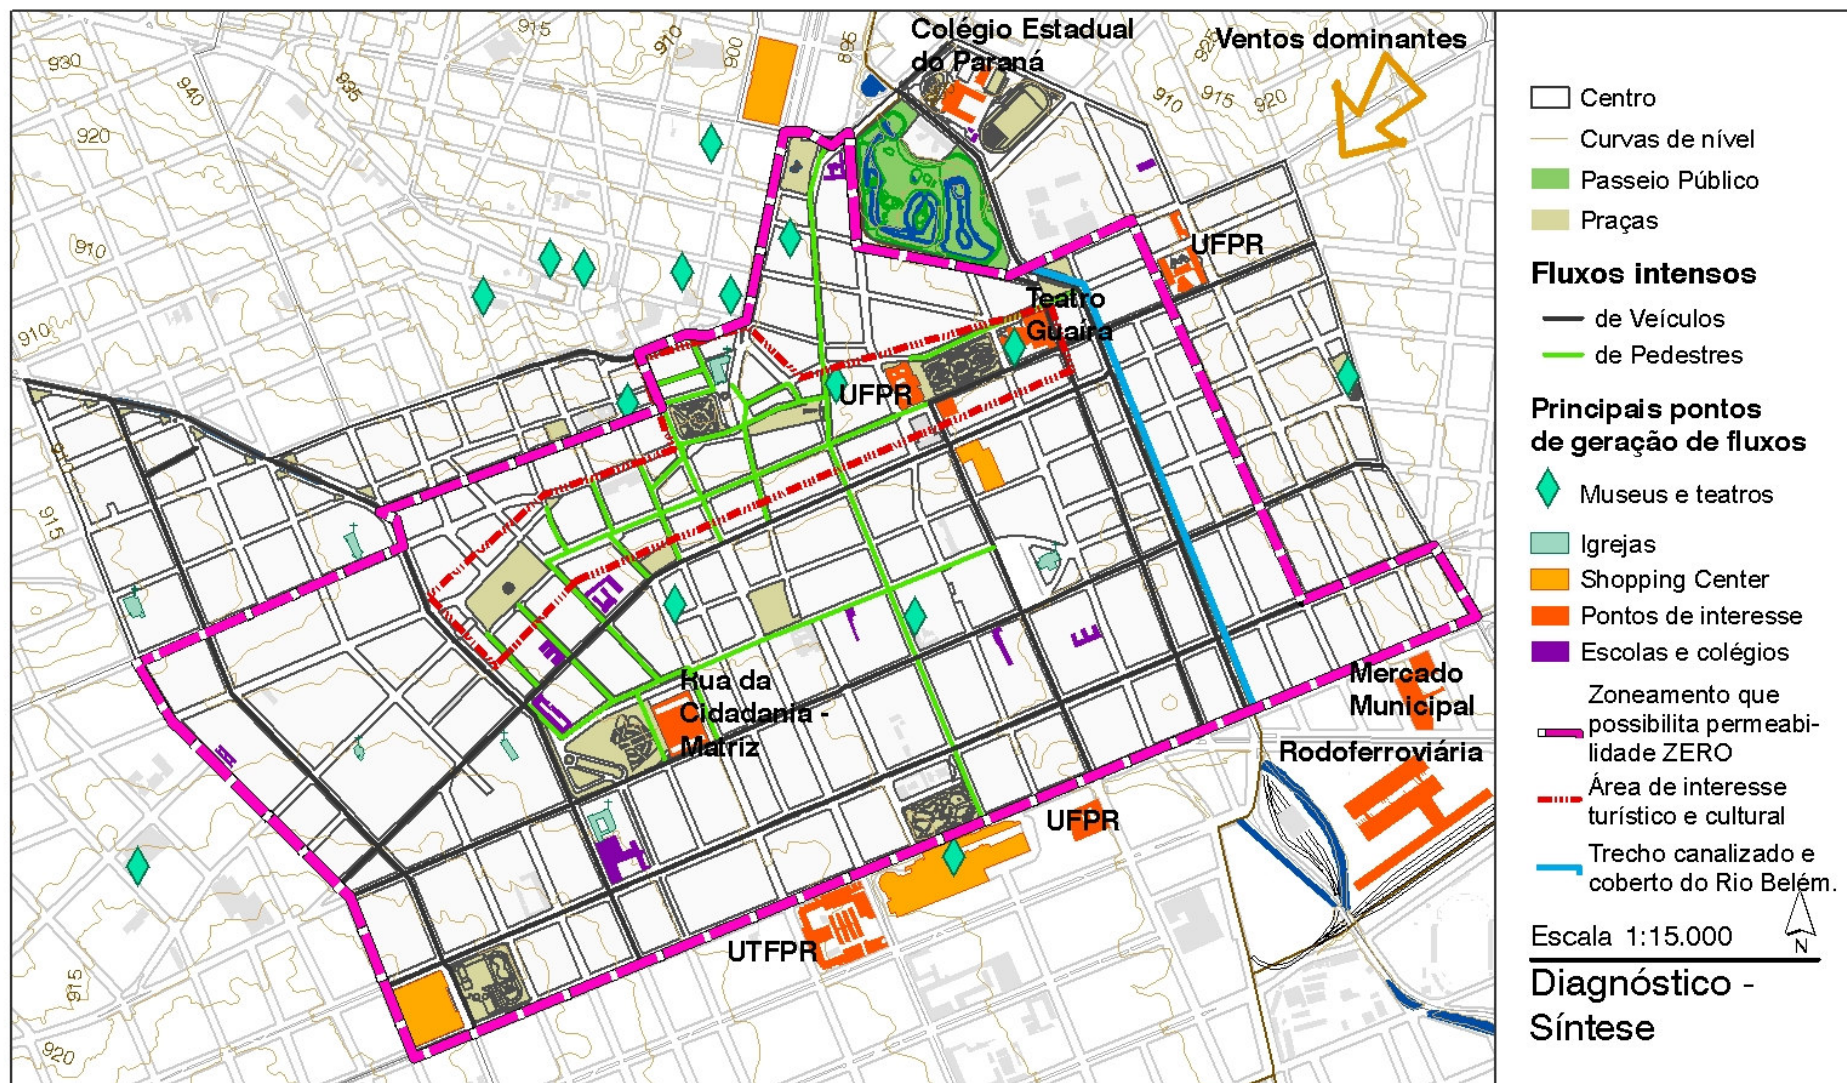 Colégio Estadual
do Paraná
Ventos dominantes
915
910
900
895
925
930
940
935
920
910
915
920
910
910
UFPR
Teatro
Guaíra
UFPR
910
915
Rua da
Cidadania -
Matriz
Mercado
Municipal
Rodoferroviária
UFPR
UTFPR
915
920
Centro
Curvas de nível
Passeio Público
Praças
Fluxos intensos
de Veículos
de Pedestres
Principais pontos
de geração de fluxos
Museus e teatros
Igrejas
Shopping Center
Pontos de interesse
Escolas e colégios
Zoneamento que
possibilita permeabi-
lidade ZERO
Área de interesse
turístico e cultural
Trecho canalizado e
coberto do Rio Belém.
Escala 1:15.000
N
Diagnóstico -
Síntese